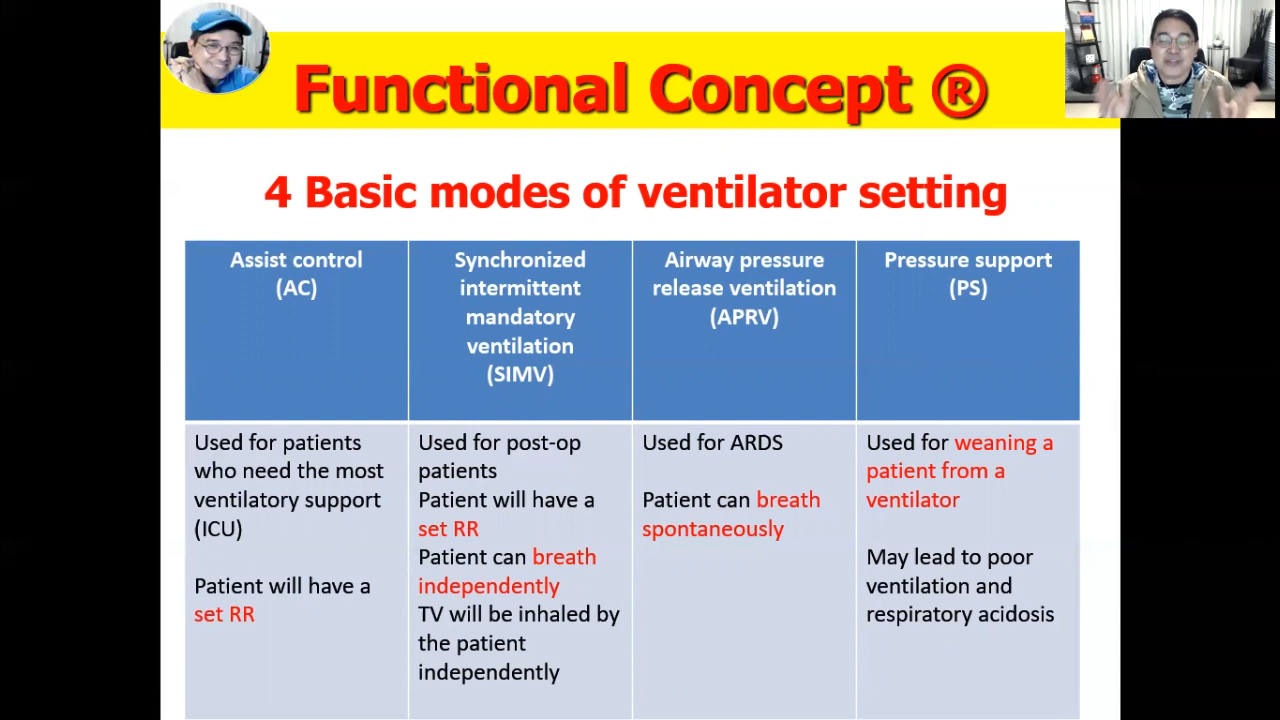 Functional Concept ®
4 Basic modes of ventilator setting
Assist control
(AC)
Synchronized
intermittent
mandatory
ventilation
(SIMV)
Airway pressure
release ventilation
(APRV)
Pressure support
(PS)
Used for patients
who need the most
ventilatory support
(ICU)
Patient will have a
set RR
Used for post-op
patients
Patient will have a
set RR
Patient can breath
independently
TV will be inhaled by
the patient
independently
Used for ARDS
Patient can breath
spontaneously
Used for weaning a
patient from a
ventilator
May lead to poor
ventilation and
respiratory acidosis